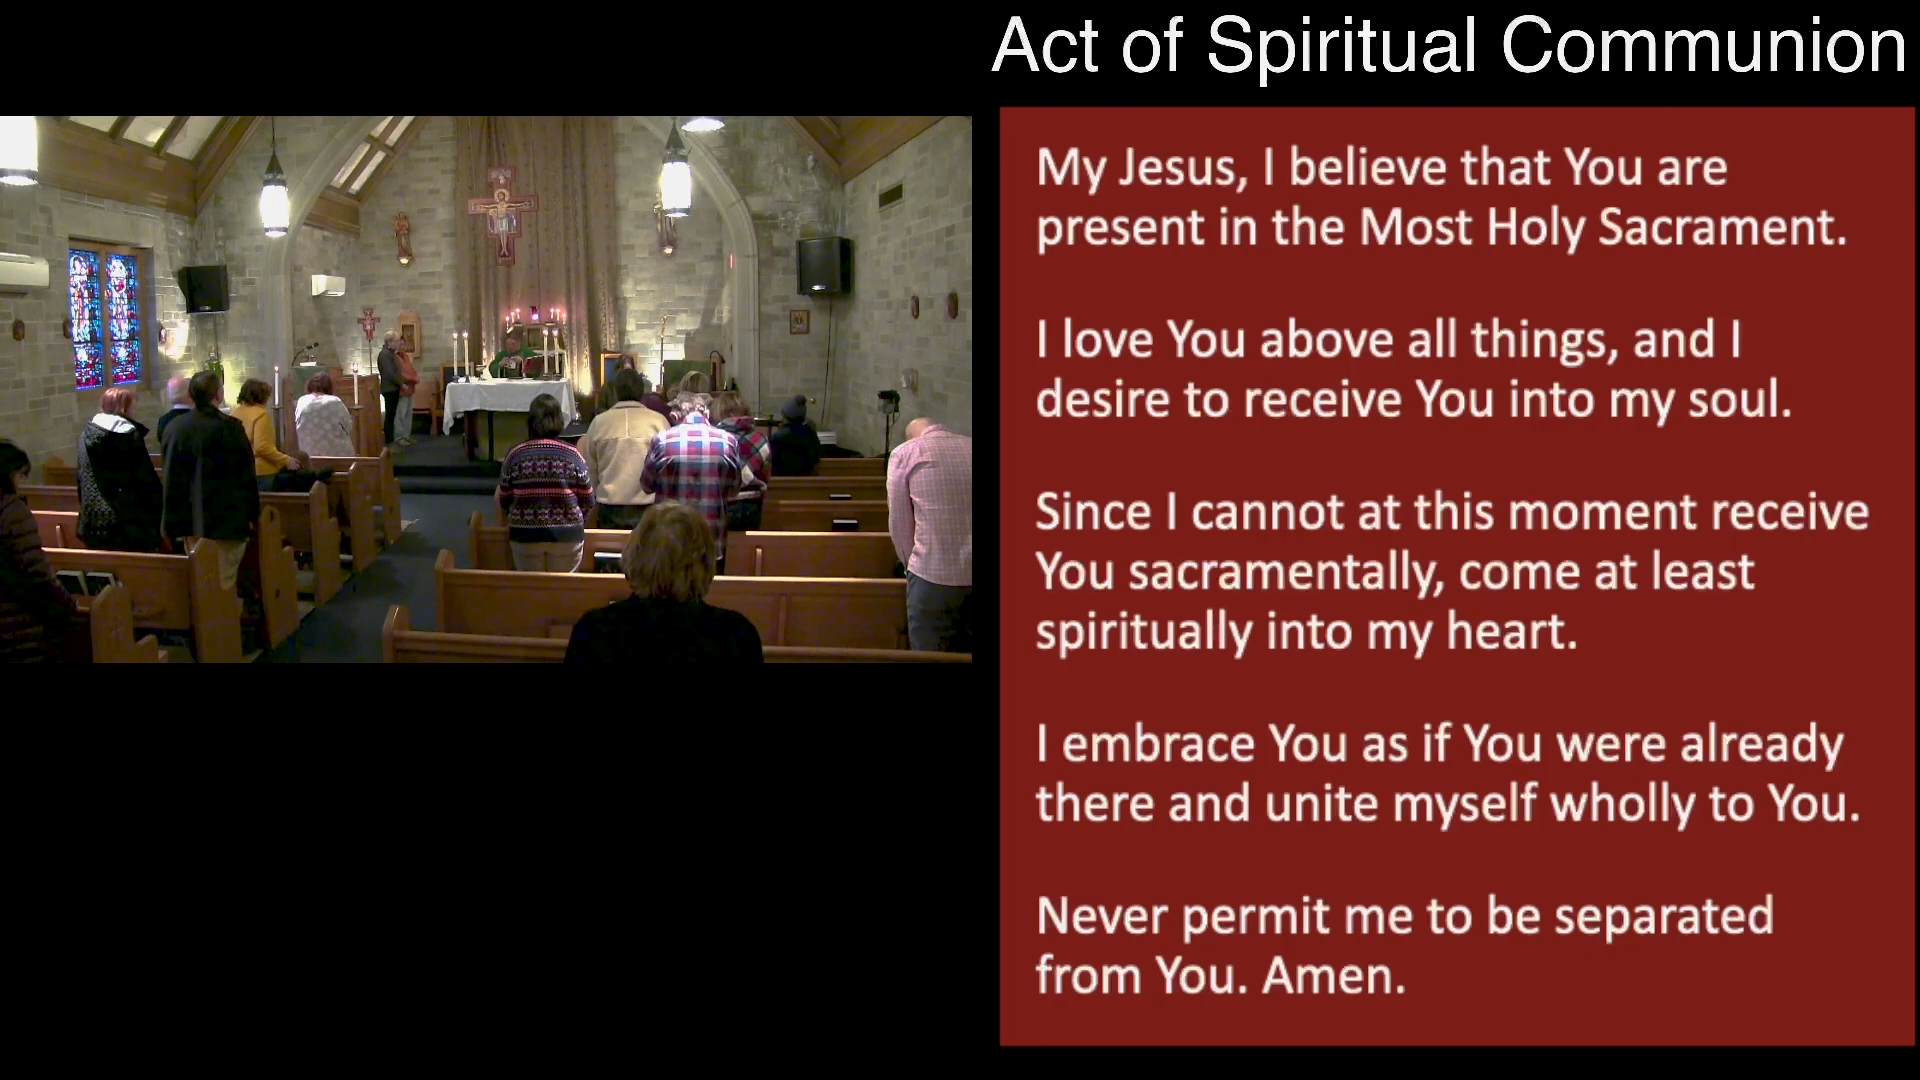 Act of Spiritual Communion
My Jesus, I believe that You are
present in the Most Holy Sacrament.
I love You above all things, and I
desire to receive You into my soul.
Since I cannot at this moment receive
You sacramentally, come at least
spiritually into my heart.
I embrace You as if You were already
there and unite myself wholly to You.
Never permit me to be separated
from You. Amen.